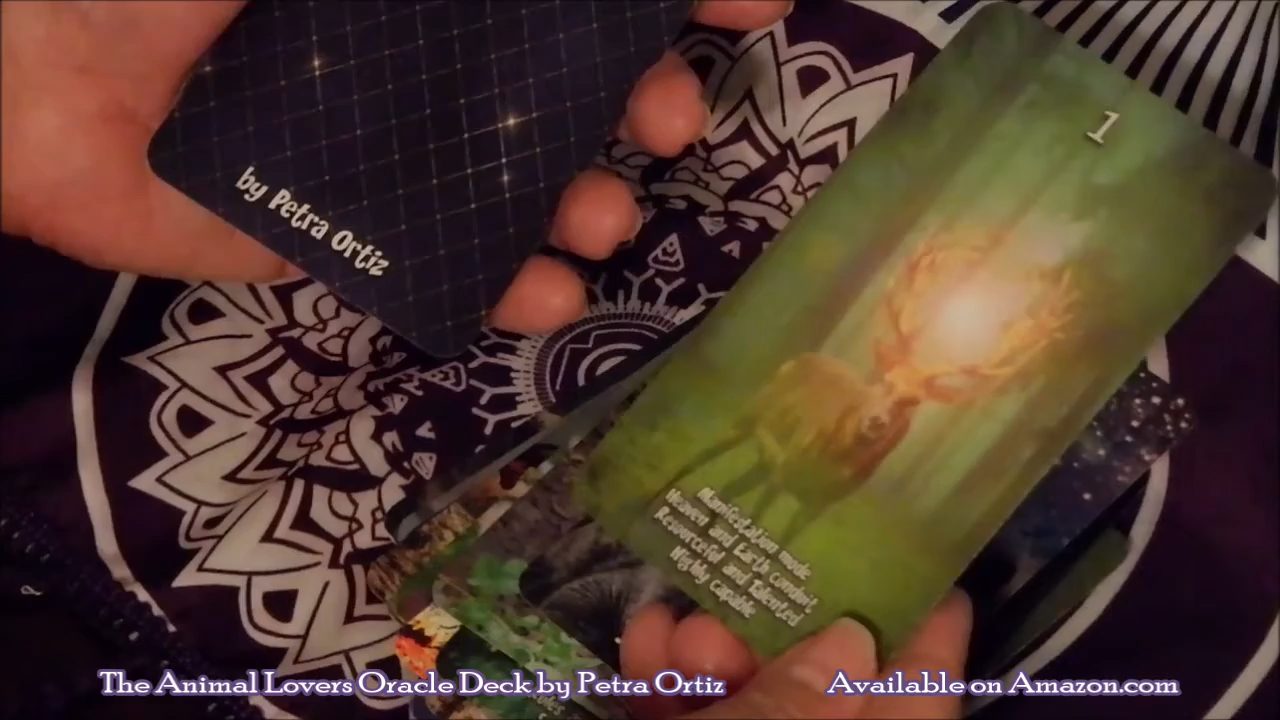 by Petra Ortiz
1
Manifestation mode
Heaven and Earth conduit
Resourceful and Talented
Highly capable
The Animal Lovers Oracle Deck by Petra Ortiz
Available on Amazon.com